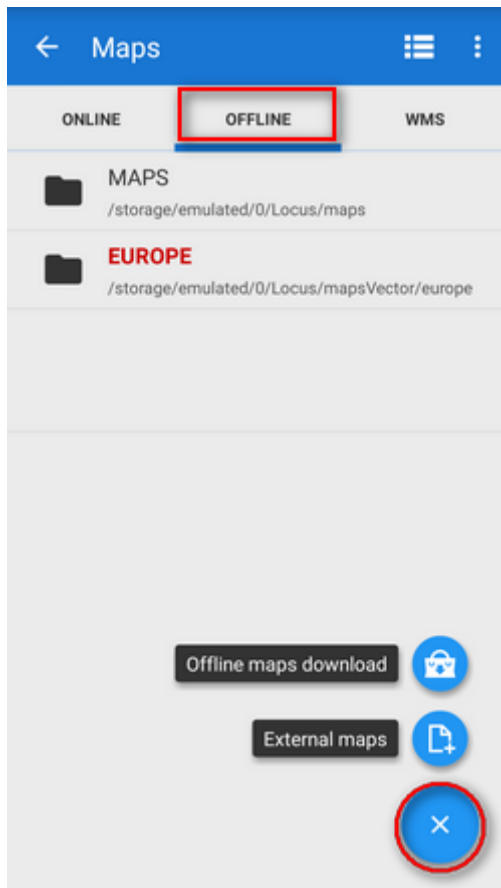 Maps
ONLINE OFFLINE WMS
MAPS
/storage/emulated/0/Locus/maps
EUROPE
/storage/emulated/0/Locus/mapsVector/europe
Offline maps download
External maps